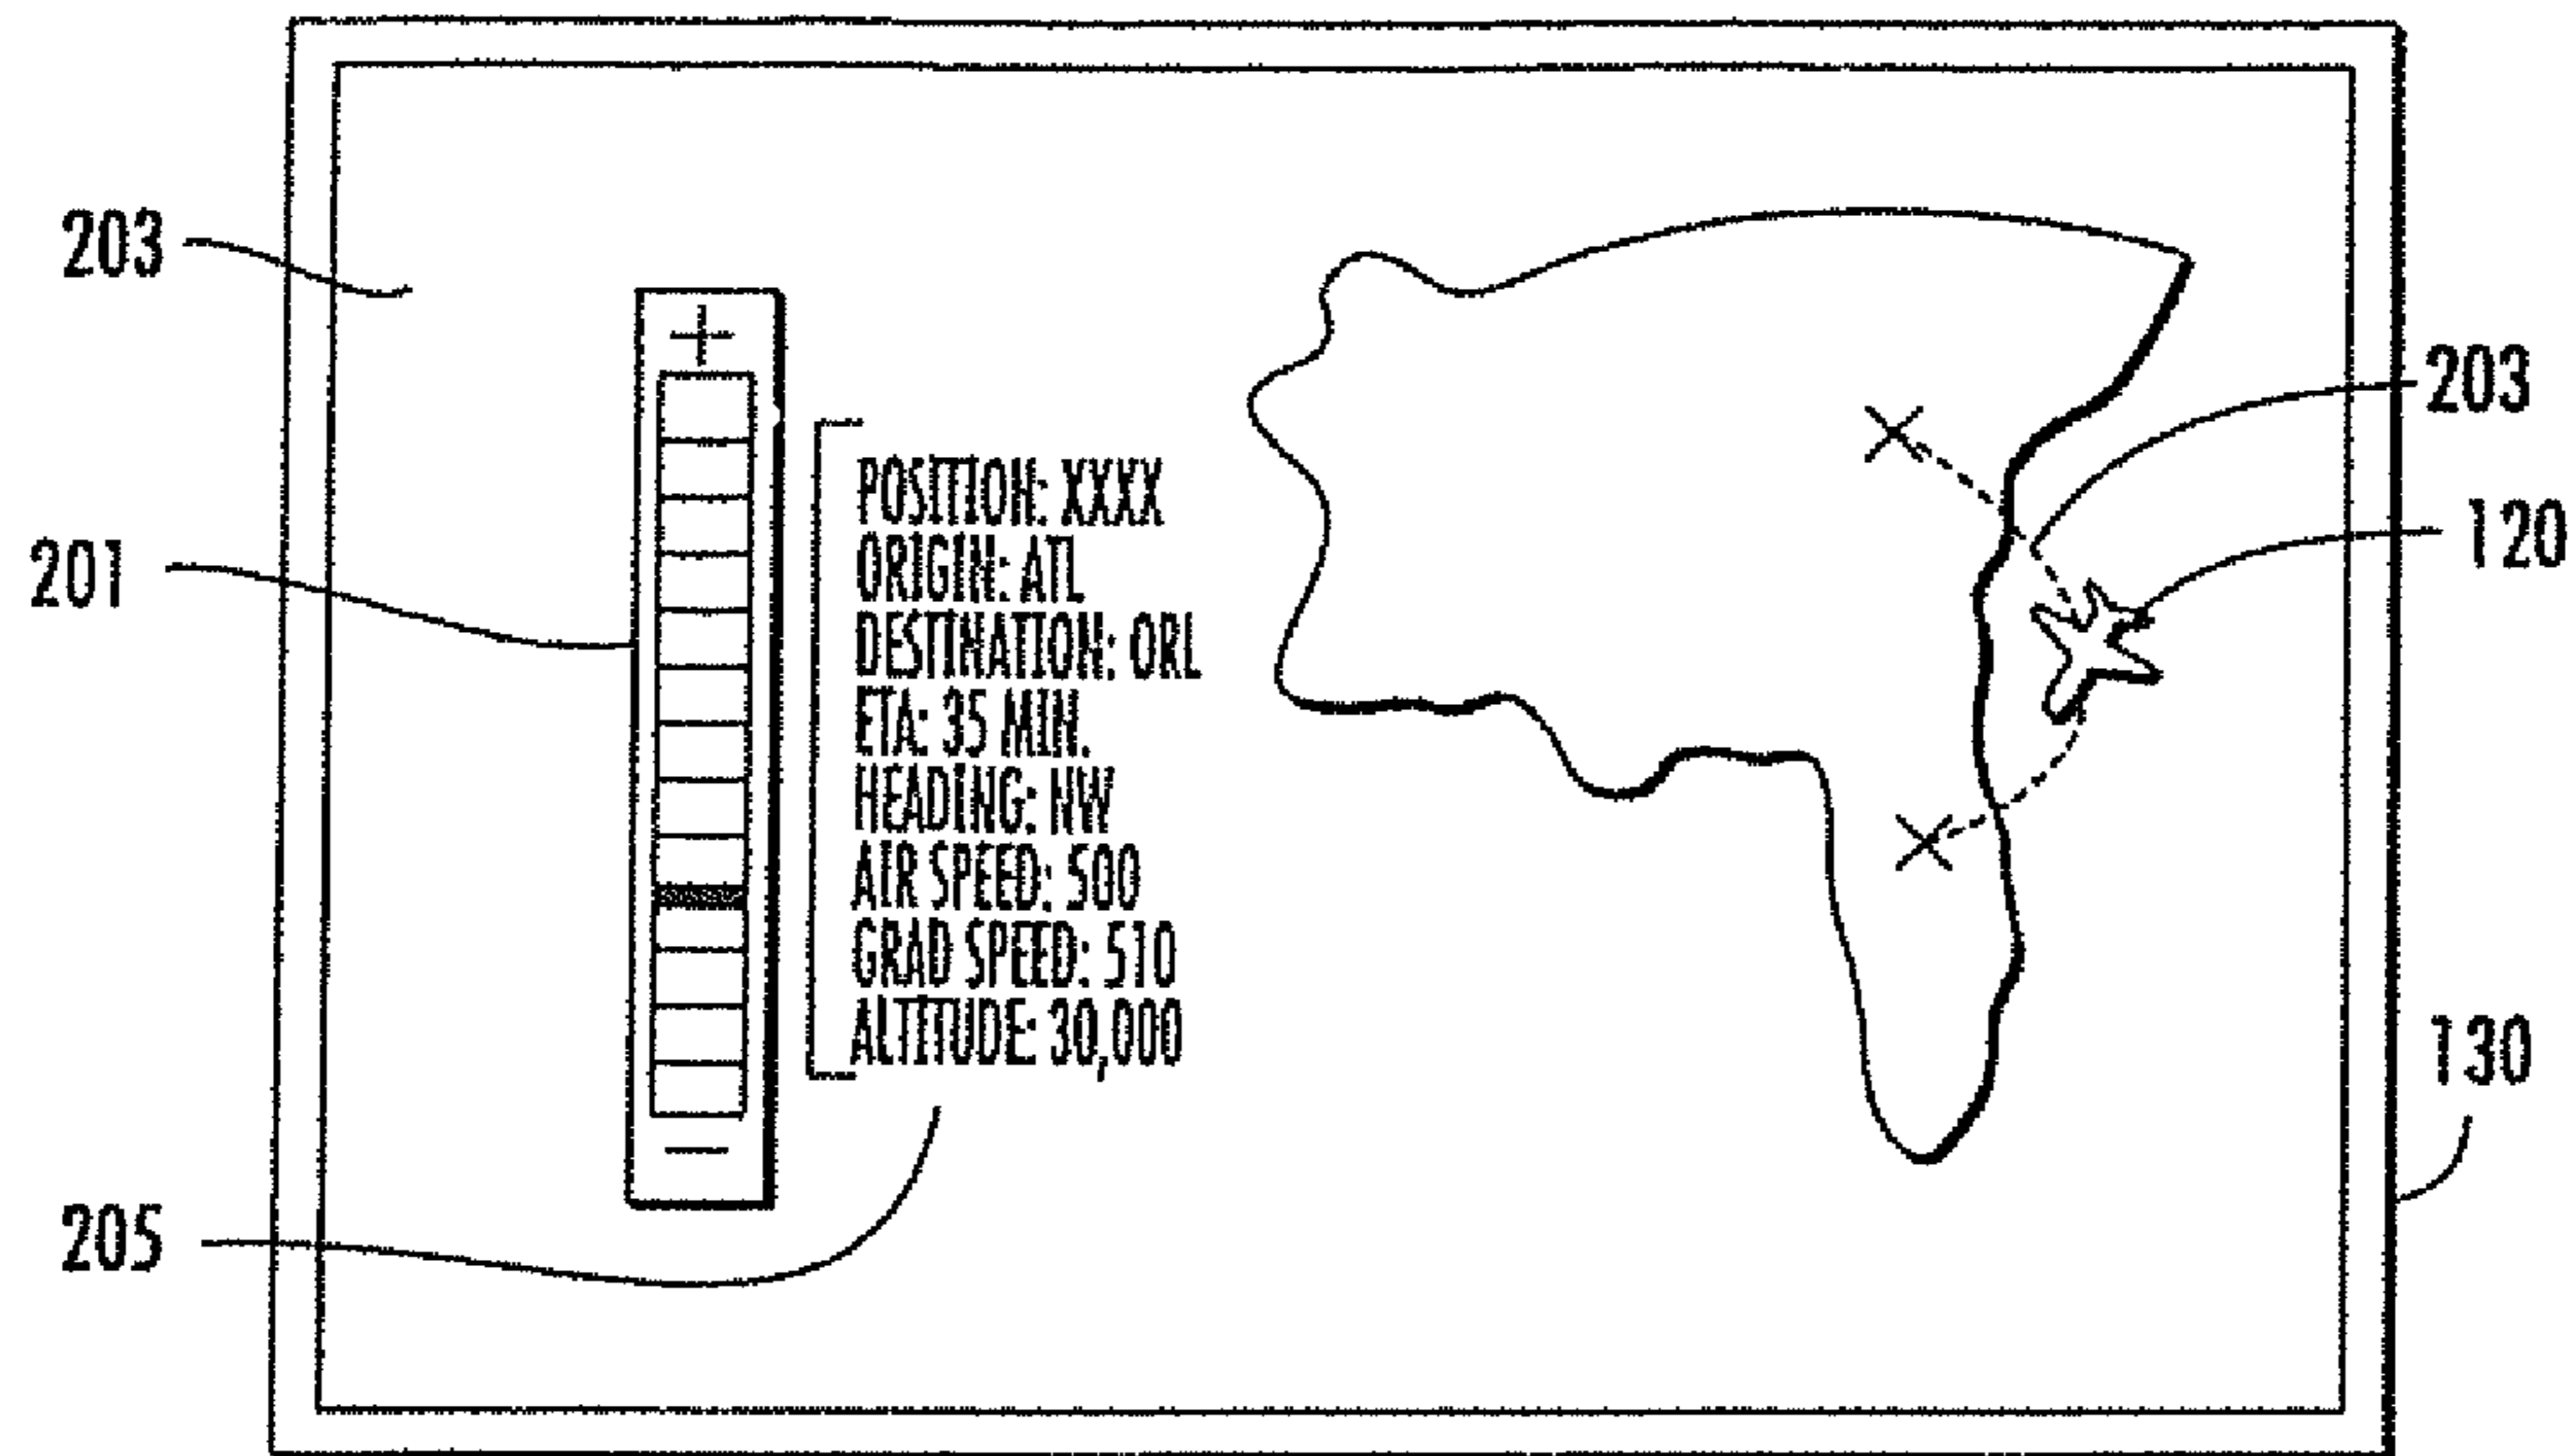 203
201
205
+
−
POSITION: XXXX
ORIGIN: ATL
DESTINATION: ORL
ETA: 35 MIN.
HEADING: NW
AIR SPEED: 500
GRAD SPEED: 510
ALTITUDE: 30,000
203
120
130